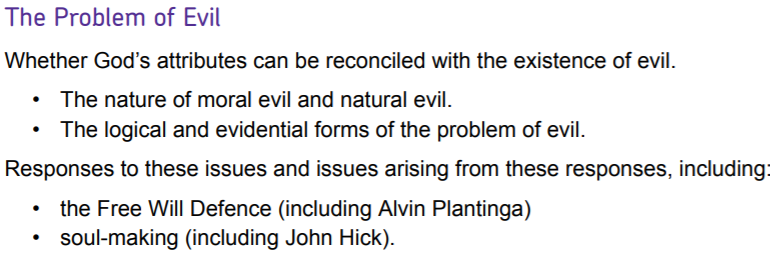 The Problem of Evil
Whether God's attributes can be reconciled with the existence of evil.
• The nature of moral evil and natural evil.
• The logical and evidential forms of the problem of evil.
Responses to these issues and issues arising from these responses, including:
• the Free Will Defence (including Alvin Plantinga)
• soul-making (including John Hick).